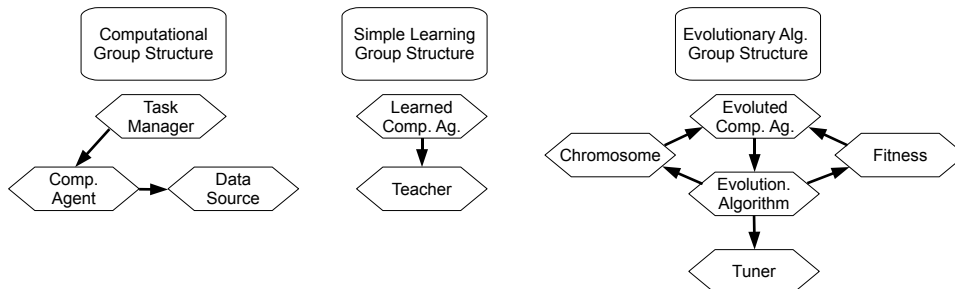 Computational
Group Structure
Simple Learning
Group Structure
Evolutionary Alg.
Group Structure
Task
Manager
Learned
Comp. Ag.
Evoluted
Comp. Ag.
Chromosome
Fitness
Comp.
Agent
Data
Source
Teacher
Evolution.
Algorithm
Tuner